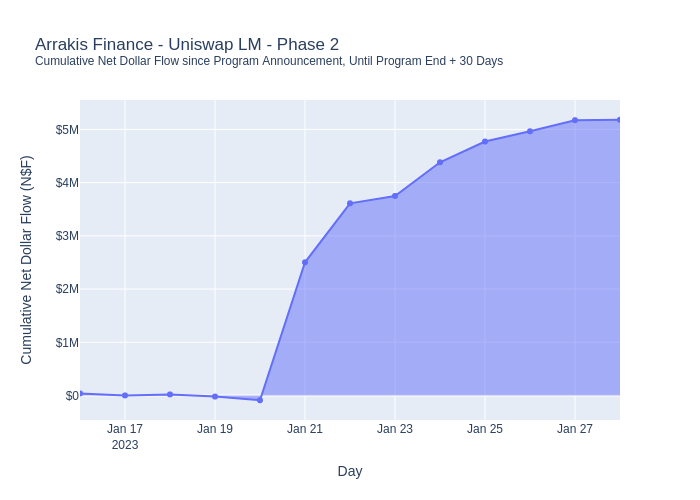 Arrakis Finance - Uniswap LM - Phase 2
Cumulative Net Dollar Flow since Program Announcement, Until Program End + 30 Days
Cumulative Net Dollar Flow (N$F)
$5M
$4M
$3M
$2M
$1M
$0
Jan 17 Jan 19 Jan 21 Jan 23 Jan 25 Jan 27
2023
Day